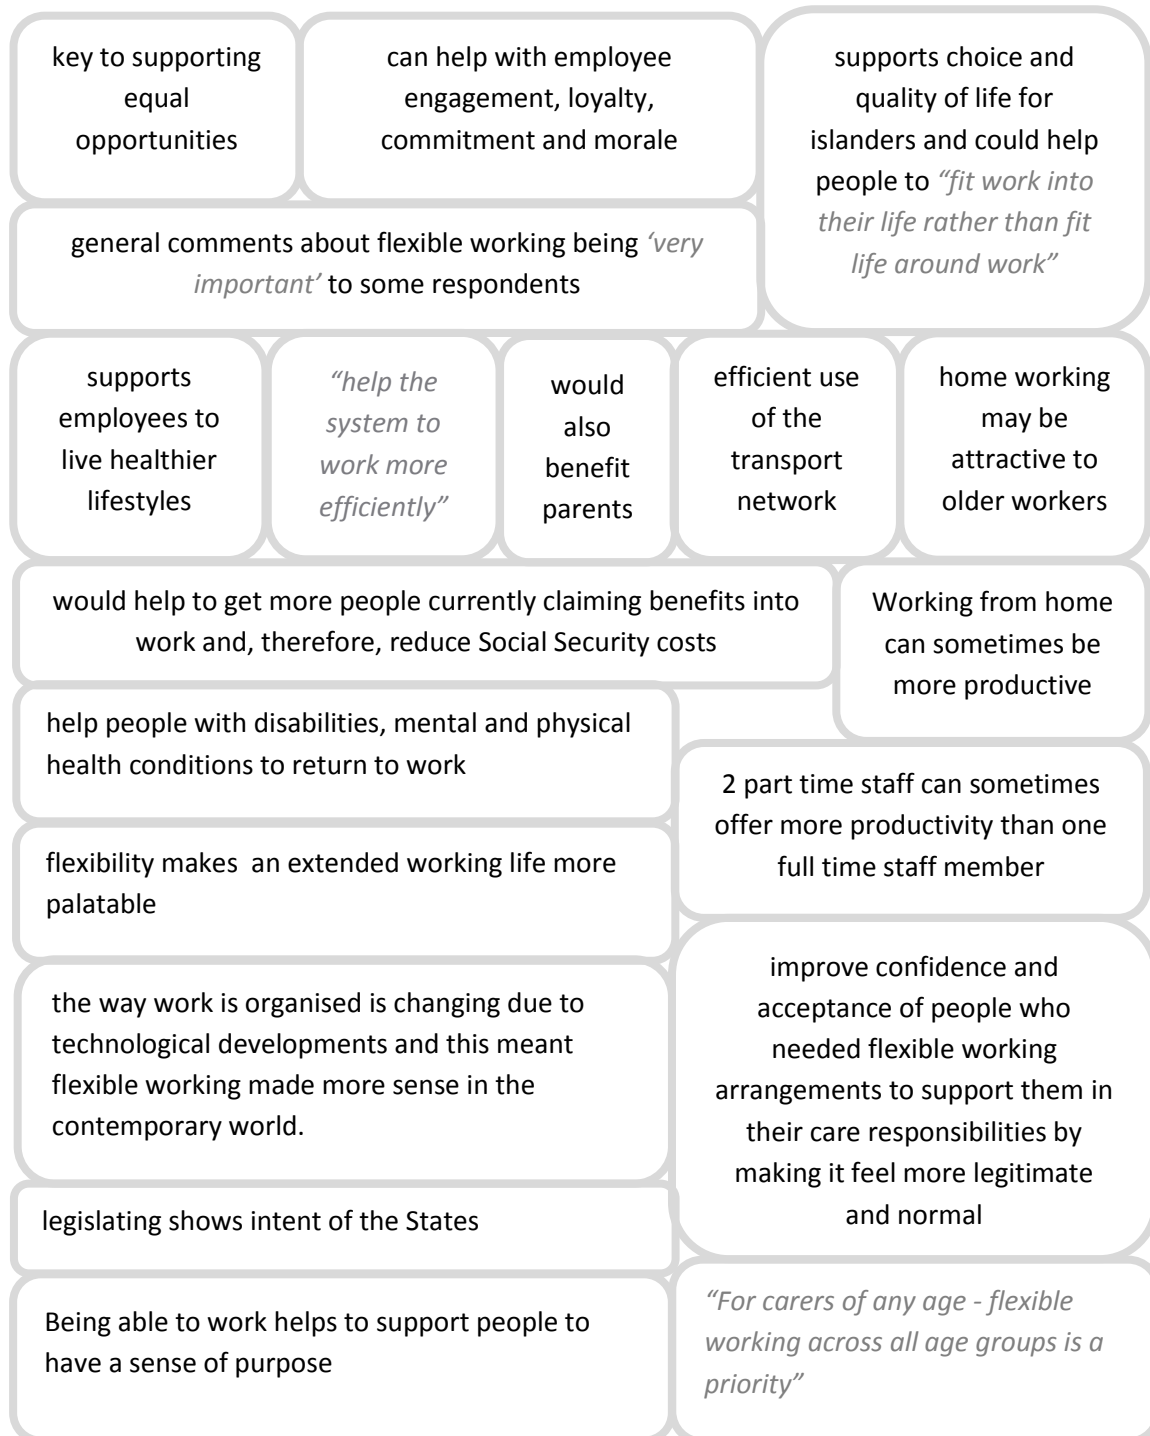 key to supporting
equal
opportunities
can help with employee
engagement, loyalty,
commitment and morale
supports choice and
quality of life for
islanders and could help
people to “fit work into
their life rather than fit
life around work”
general comments about flexible working being ‘very
important’ to some respondents
supports
employees to
live healthier
lifestyles
“help the
system to
work more
efficiently”
would
also
benefit
parents
efficient use
of the
transport
network
home working
may be
attractive to
older workers
would help to get more people currently claiming benefits into
work and, therefore, reduce Social Security costs
Working from home
can sometimes be
more productive
help people with disabilities, mental and physical
health conditions to return to work
2 part time staff can sometimes
offer more productivity than one
full time staff member
flexibility makes  an extended working life more
palatable
improve confidence and
acceptance of people who
needed flexible working
arrangements to support them in
their care responsibilities by
making it feel more legitimate
and normal
the way work is organised is changing due to
technological developments and this meant
flexible working made more sense in the
contemporary world.
legislating shows intent of the States
Being able to work helps to support people to
have a sense of purpose
“For carers of any age - flexible
working across all age groups is a
priority”